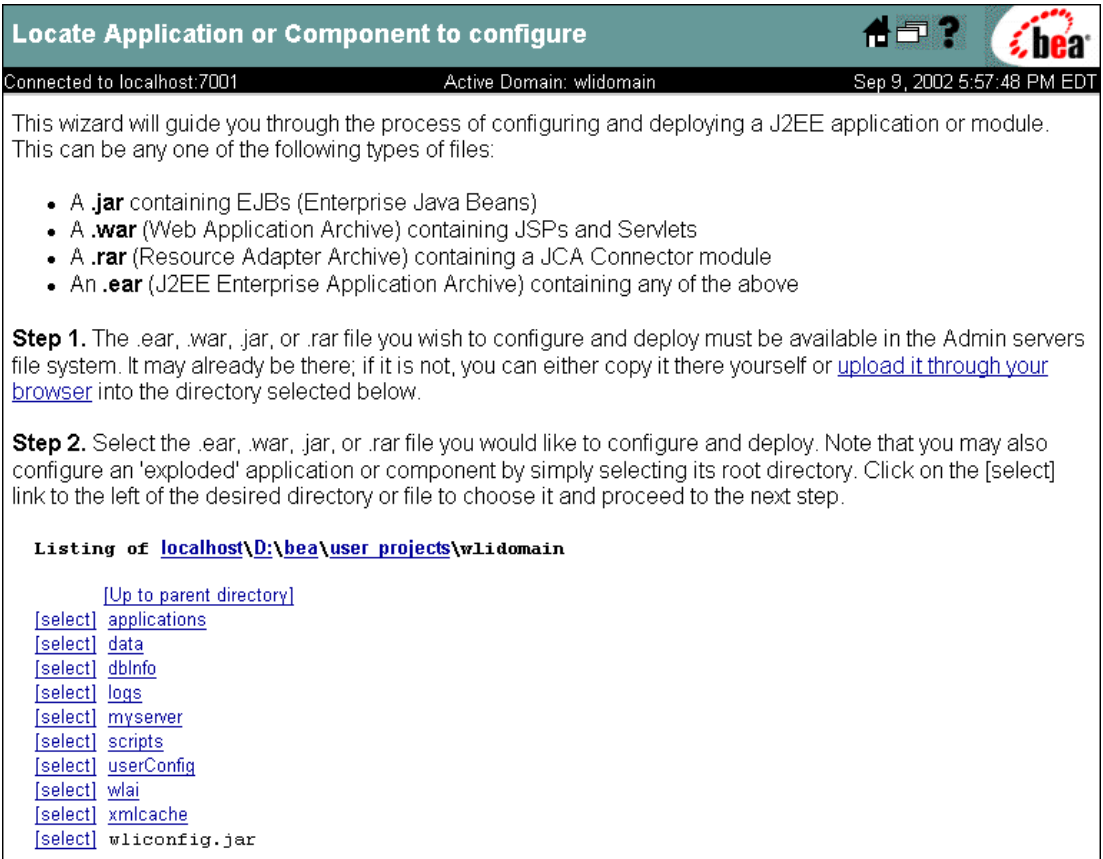 Locate Application or Component to configure
?
bea
Connected to localhost:7001 Active Domain: wlidomain Sep 9, 2002 5:57:48 PM EDT
This wizard will guide you through the process of configuring and deploying a J2EE application or module.
This can be any one of the following types of files:
• A .jar containing EJBs (Enterprise Java Beans)
• A .war (Web Application Archive) containing JSPs and Servlets
• A .rar (Resource Adapter Archive) containing a JCA Connector module
• An .ear (J2EE Enterprise Application Archive) containing any of the above
Step 1. The .ear, .war, .jar, or .rar file you wish to configure and deploy must be available in the Admin servers
file system. It may already be there; if it is not, you can either copy it there yourself or upload it through your
browser into the directory selected below.
Step 2. Select the .ear, .war, .jar, or .rar file you would like to configure and deploy. Note that you may also
configure an 'exploded' application or component by simply selecting its root directory. Click on the [select]
link to the left of the desired directory or file to choose it and proceed to the next step.
Listing of localhost\D:\bea\user_projects\wlidomain
[Up to parent directory]
[select] applications
[select] data
[select] dbInfo
[select] logs
[select] myserver
[select] scripts
[select] userConfig
[select] wlai
[select] xmlcache
[select] wliconfig.jar